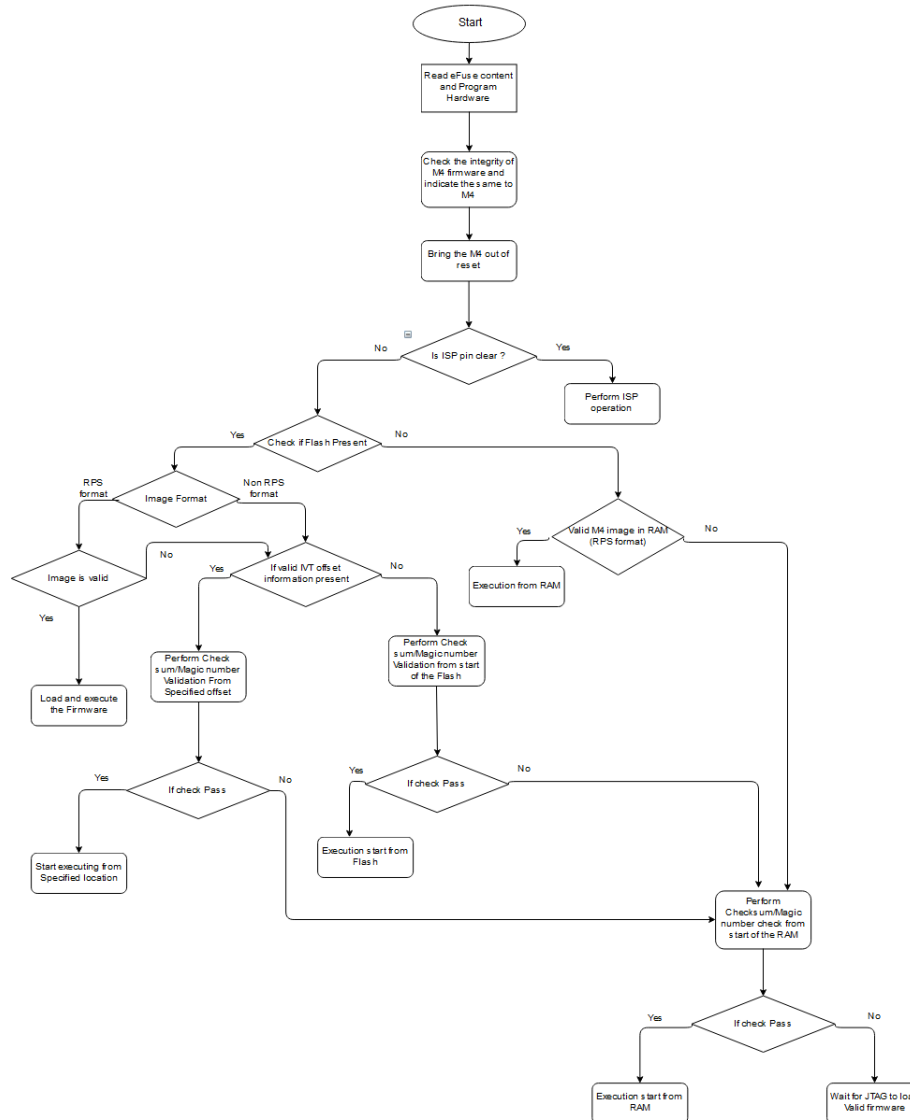 Start
Read eFuse content
and Program
Hardware
Check the integrity of
M4 firmware and
indicate the same to
M4
Bring the M4 out of
reset
Is ISP pin clear ?
No
Yes
Perform ISP
operation
Check if Flash Present
Yes
No
RPS
format
Image Format
Non RPS
format
Valid M4 image in RAM
(RPS format)
Yes
No
Execution from RAM
Image is valid
No
Yes
If valid IVT offset
information present
Yes
No
Load and execute
the Firmware
Perform Check
sum/Magic number
Validation From
Specified offset
Perform Check
sum/Magic number
Validation from start
of the Flash
Yes
If check Pass
No
Yes
If check Pass
No
Start executing from
Specified location
Execution start from
Flash
Perform
Checksum/Magic
number check from
start of the RAM
Yes
If check Pass
No
Execution start from
RAM
Wait for JTAG to
Valid firmware